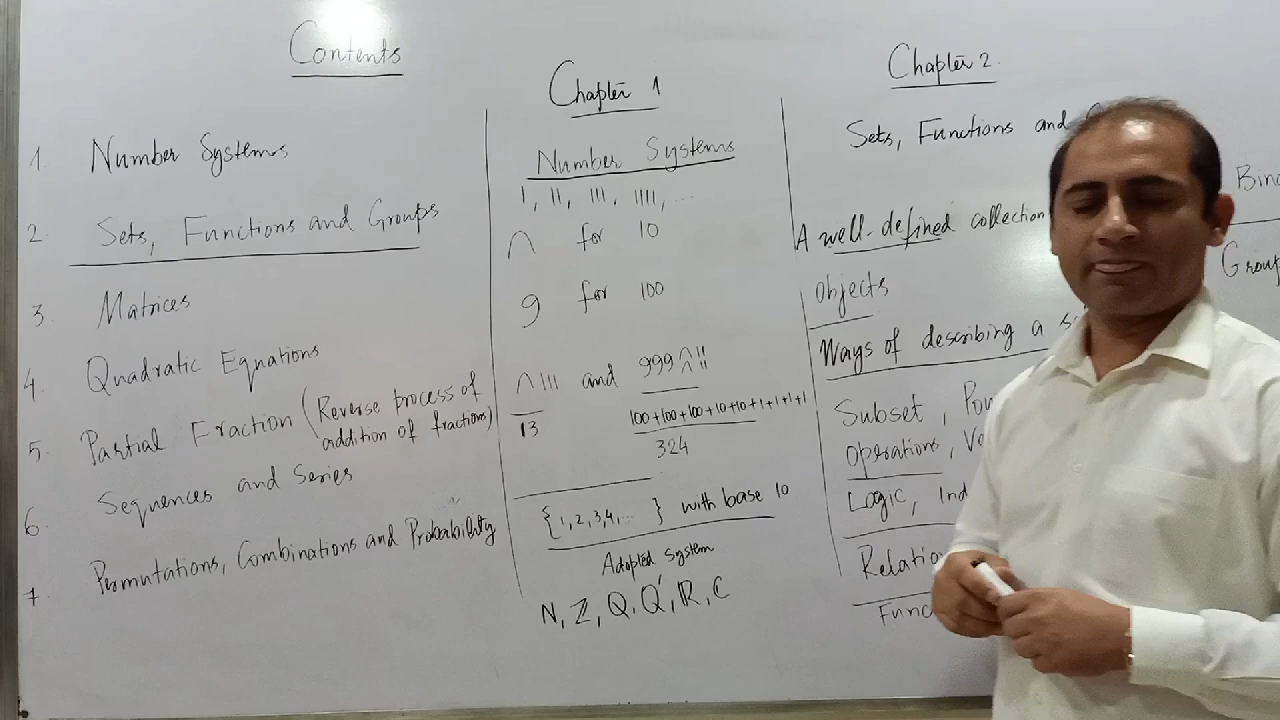 Contents
1. Number Systems
2. Sets, Functions and Groups
3. Matrices
4. Quadratic Equations
5. Partial Fraction (Reverse process of
addition of fractions)
6. Sequences and Series
7. Permutations, Combinations and Probability
Chapter 1
Number Systems
1, 11, 111, 1111, ...
∩ for 10
9 for 100
∩111 and 999∩11
13
100+100+100+10+10+1+1+1+1
324
{1,2,3,4,... } with base 10
Adopted system
N, Z, Q, Q', R, C
Chapter 2
Sets, Functions and
A well-defined collection
objects
Ways of describing a
Subset,
operations,
Logic,